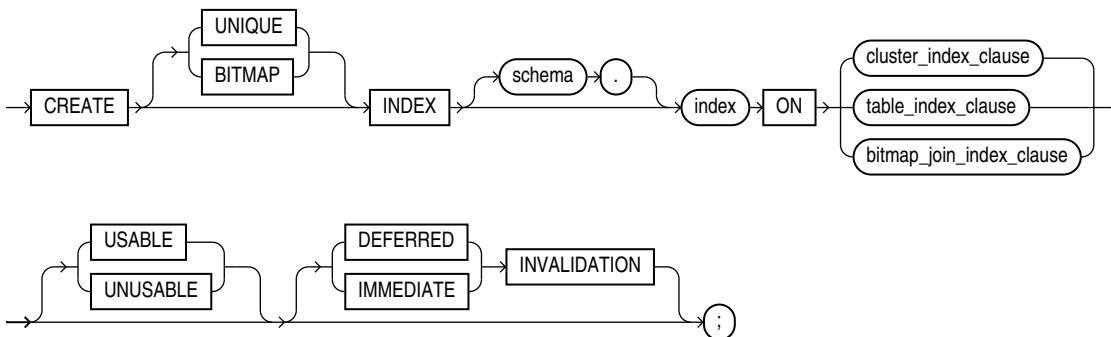 UNIQUE
BITMAP
CREATE INDEX schema . index ON cluster_index_clause
table_index_clause
bitmap_join_index_clause
USABLE
UNUSABLE
DEFERRED
IMMEDIATE
INVALIDATION
;